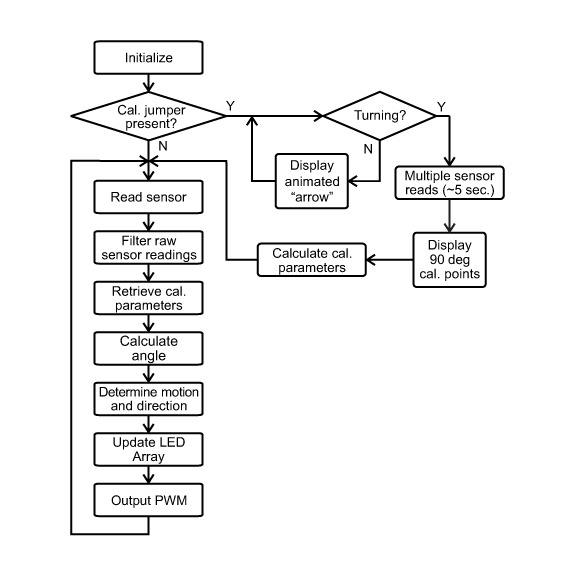 Initialize
Cal. jumper
present?
Y
N
Turning?
Y
N
Display
animated
“arrow”
Multiple sensor
reads (~5 sec.)
Display
90 deg
cal. points
Calculate cal.
parameters
Read sensor
Filter raw
sensor readings
Retrieve cal.
parameters
Calculate
angle
Determine motion
and direction
Update LED
Array
Output PWM